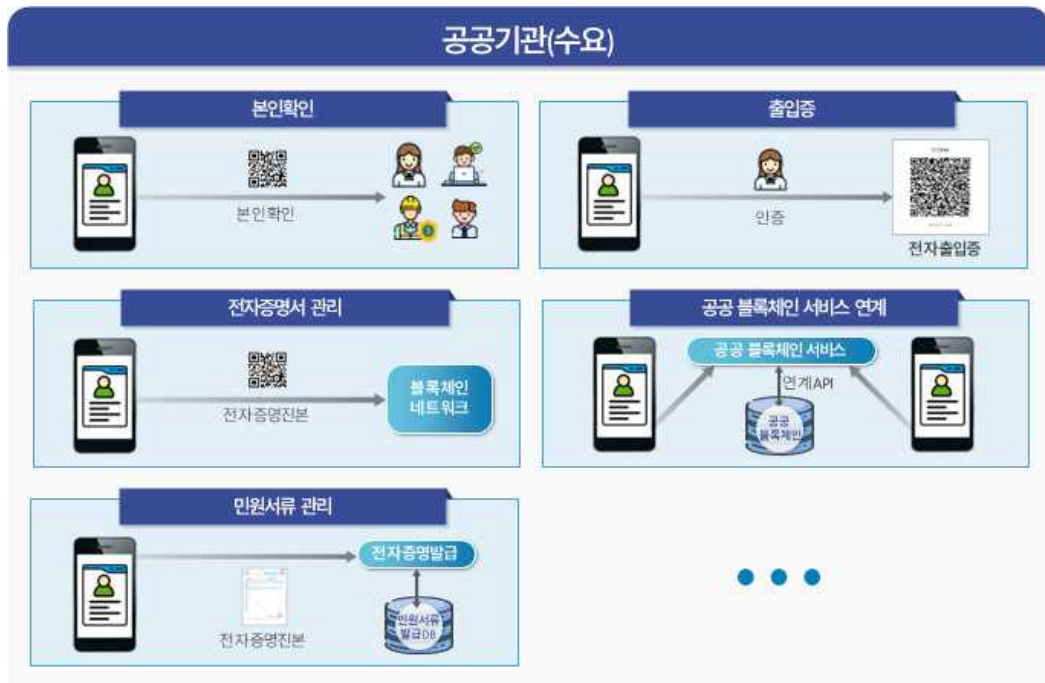 공공기관(수요)
본인확인
본인확인
출입증
인증
전자출입증
전자증명서 관리
전자증명진본
블록체인
네트워크
공공 블록체인 서비스 연계
공공 블록체인 서비스
연계API
공공
블록체인
민원서류 관리
전자증명발급
전자증명진본
민원서류
발급DB